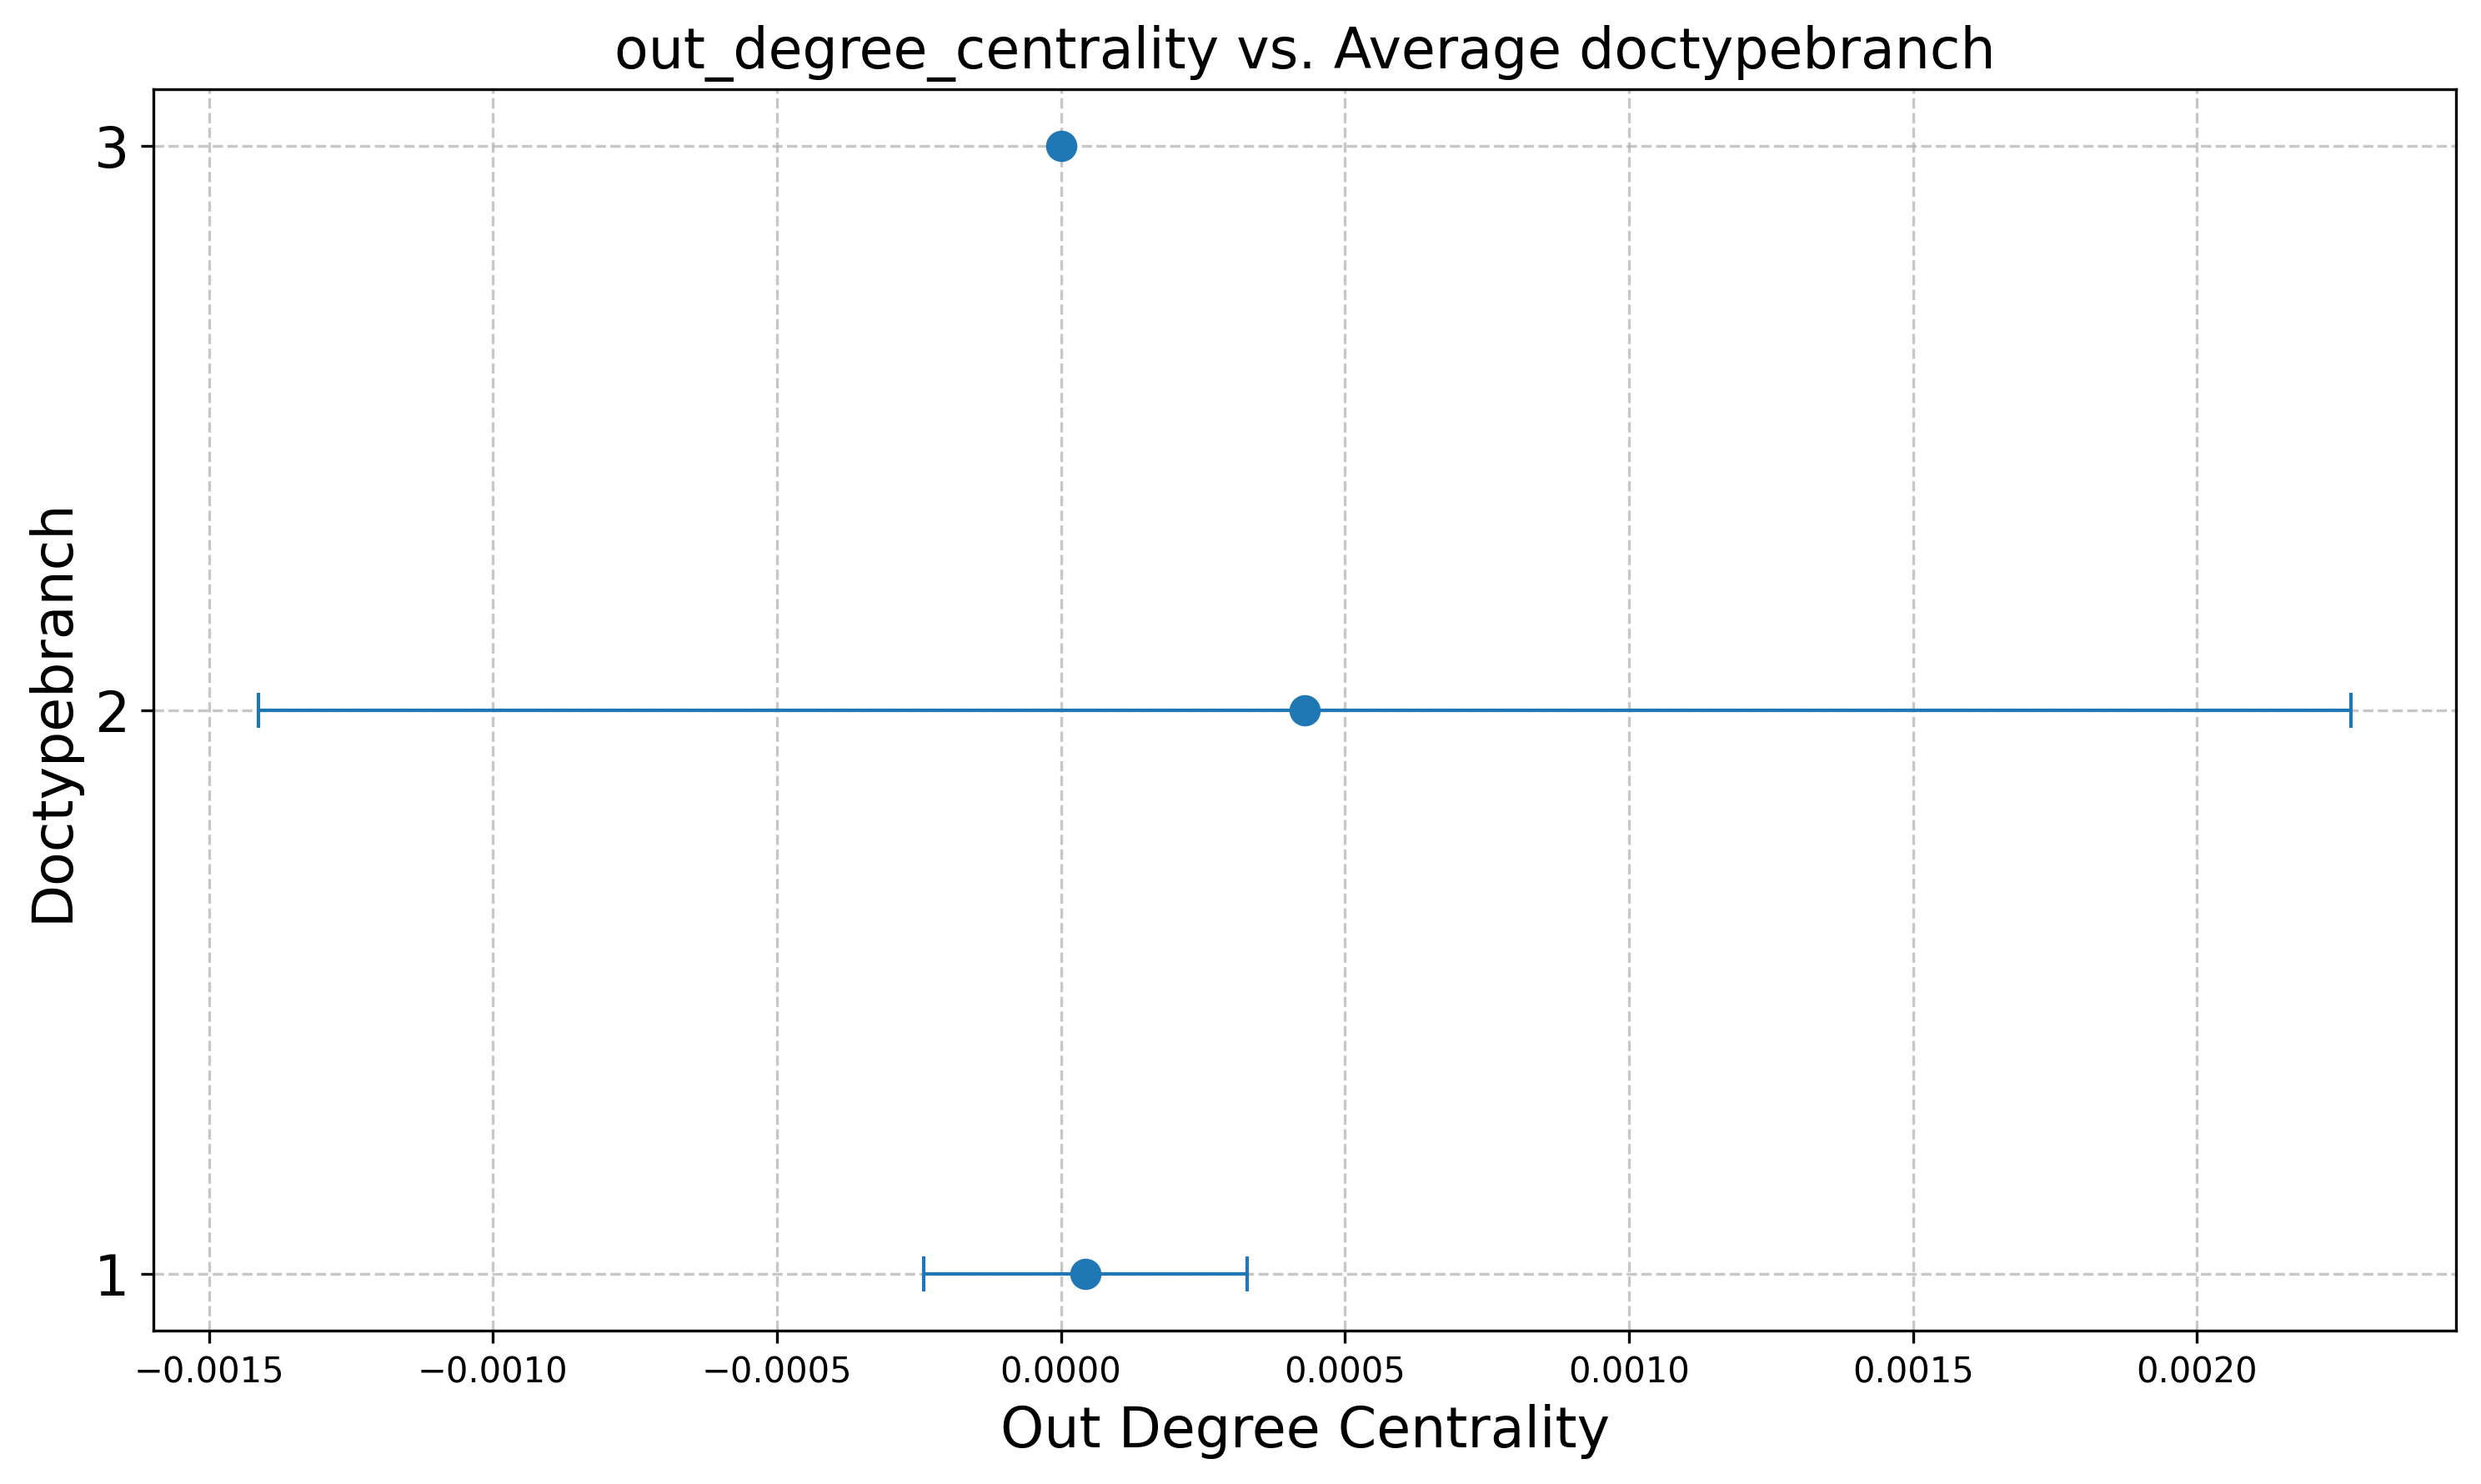 out_degree_centrality vs. Average doctypebranch
3
2
1
Doctypebranch
−0.0015 −0.0010 −0.0005 0.0000 0.0005 0.0010 0.0015 0.0020
Out Degree Centrality